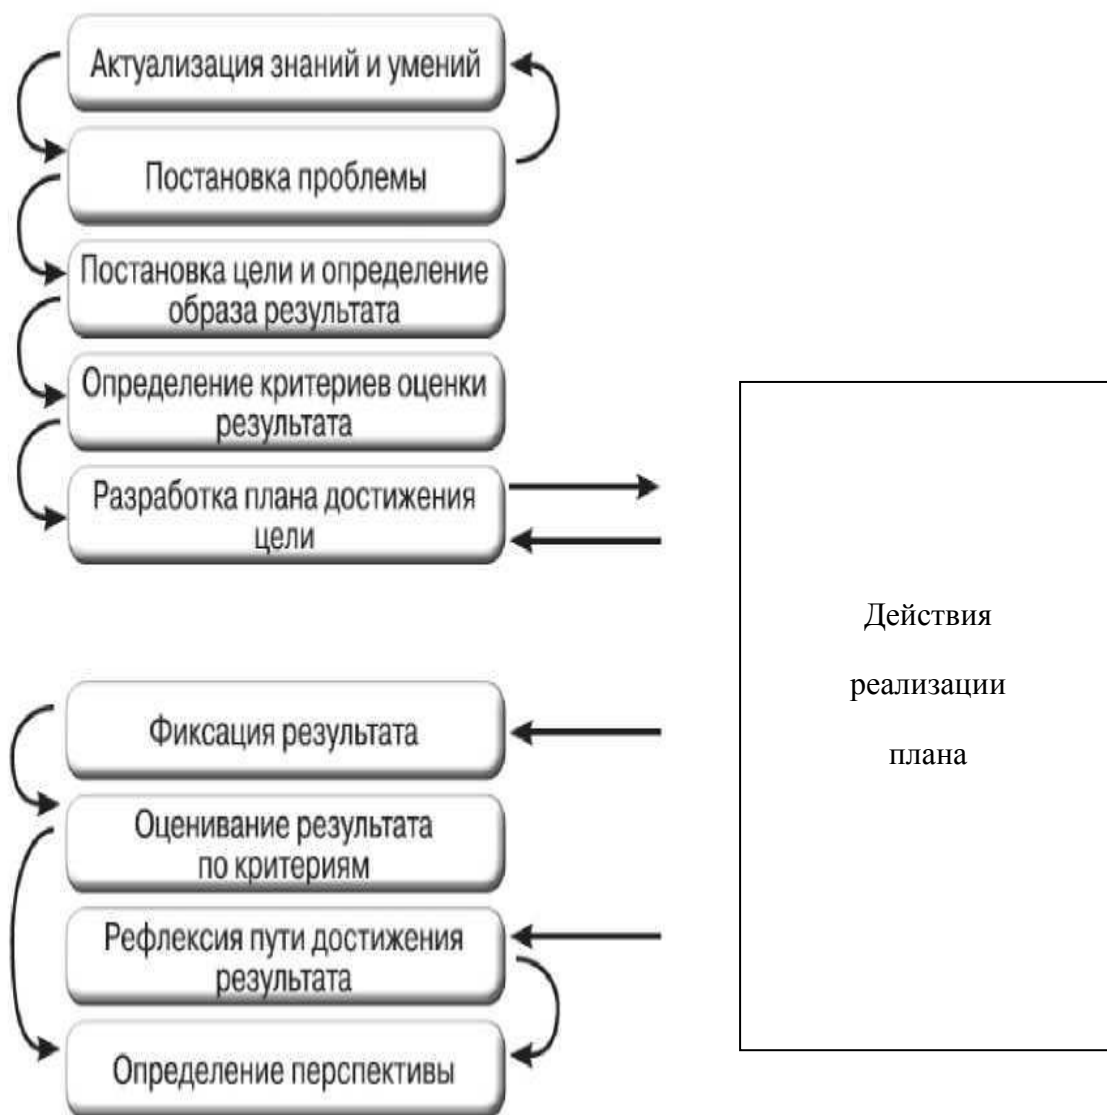 Актуализация знаний и умений
Постановка проблемы
Постановка цели и определение
образа результата
Определение критериев оценки
результата
Разработка плана достижения
цели
Действия
реализации
плана
Фиксация результата
Оценивание результата
по критериям
Рефлексия пути достижения
результата
Определение перспективы